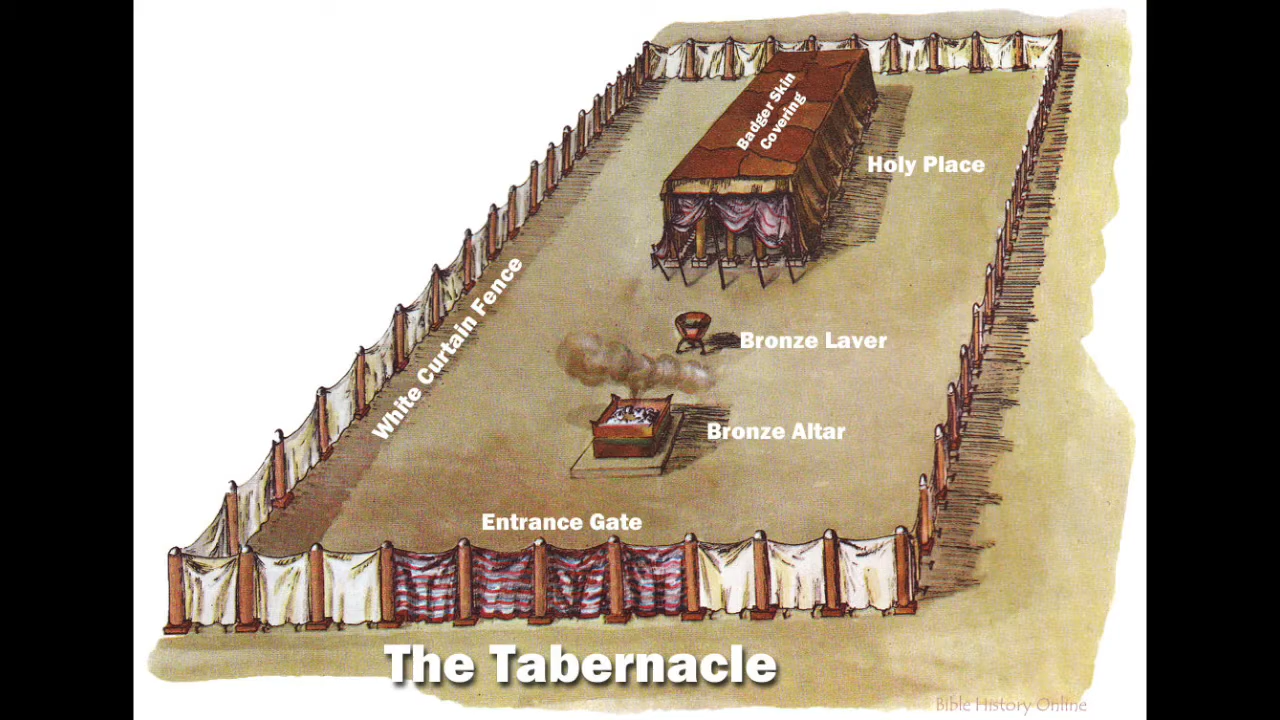 Badger Skin
Covering
Holy Place
White Curtain Fence
Bronze Laver
Bronze Altar
Entrance Gate
The Tabernacle
Bible History Online